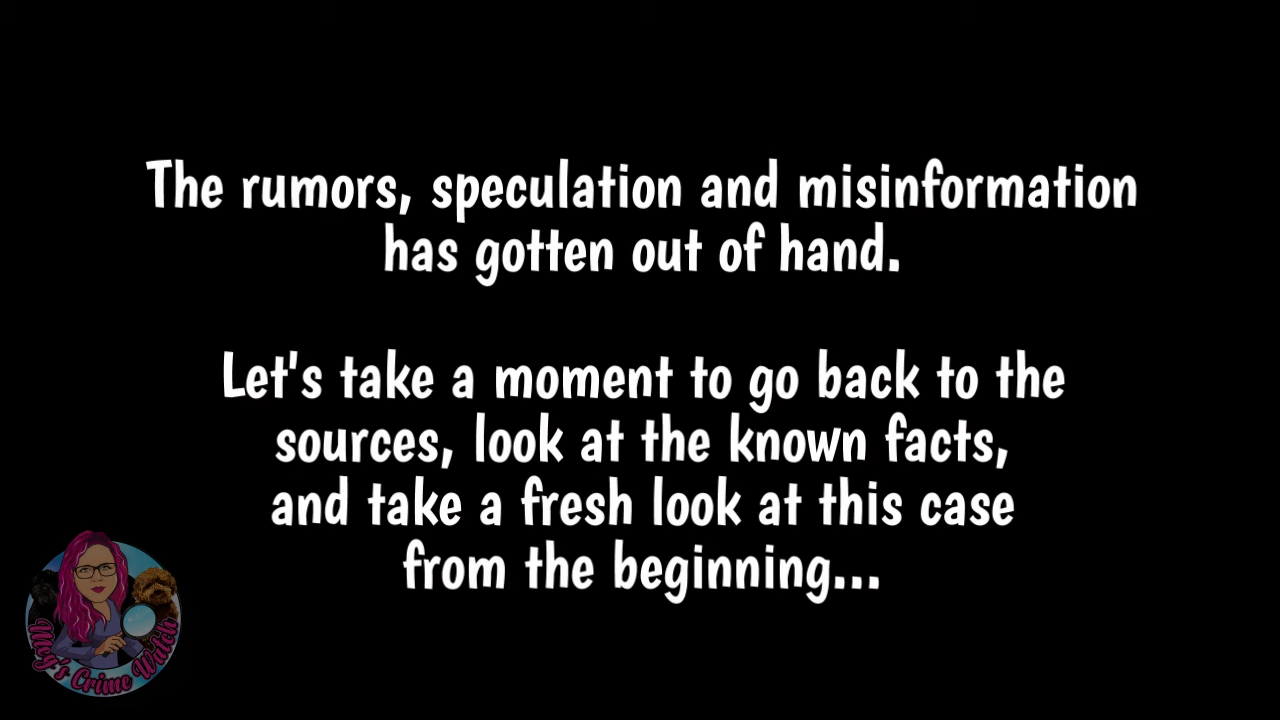 The rumors, speculation and misinformation
has gotten out of hand.
Let's take a moment to go back to the
sources, look at the known facts,
and take a fresh look at this case
from the beginning...
Meg's Crime Watch